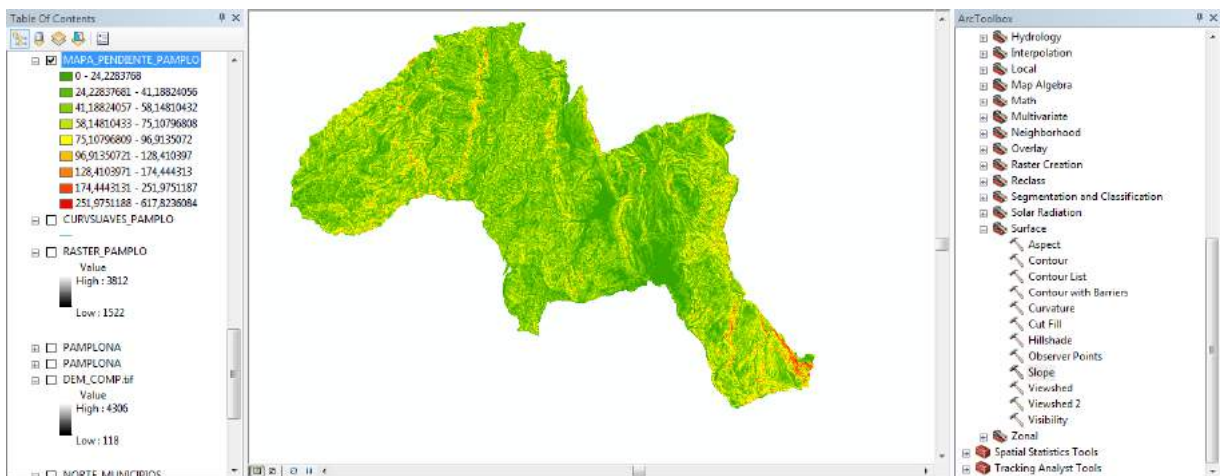 Table Of Contents
MAPA_PENDIENTE_PAMPLO
0 - 24,2283768
24,22837681 - 41,18824056
41,18824057 - 58,14810432
58,14810433 - 75,10796808
75,10796809 - 96,9135072
96,91350721 - 128,410397
128,4103971 - 174,444313
174,4443131 - 251,9751187
251,9751188 - 617,8236084
CURVSUAVES_PAMPLO
RASTER_PAMPLO
Value
High : 3812
Low : 1522
PAMPLONA
PAMPLONA
DEM_COMP.tif
Value
High : 4306
Low : 118
NORTE_MUNICIPIOS
ArcToolbox
Hydrology
Interpolation
Local
Map Algebra
Math
Multivariate
Neighborhood
Overlay
Raster Creation
Reclass
Segmentation and Classification
Solar Radiation
Surface
Aspect
Contour
Contour List
Contour with Barriers
Curvature
Cut Fill
Hillshade
Observer Points
Slope
Viewshed
Viewshed 2
Visibility
Zonal
Spatial Statistics Tools
Tracking Analyst Tools